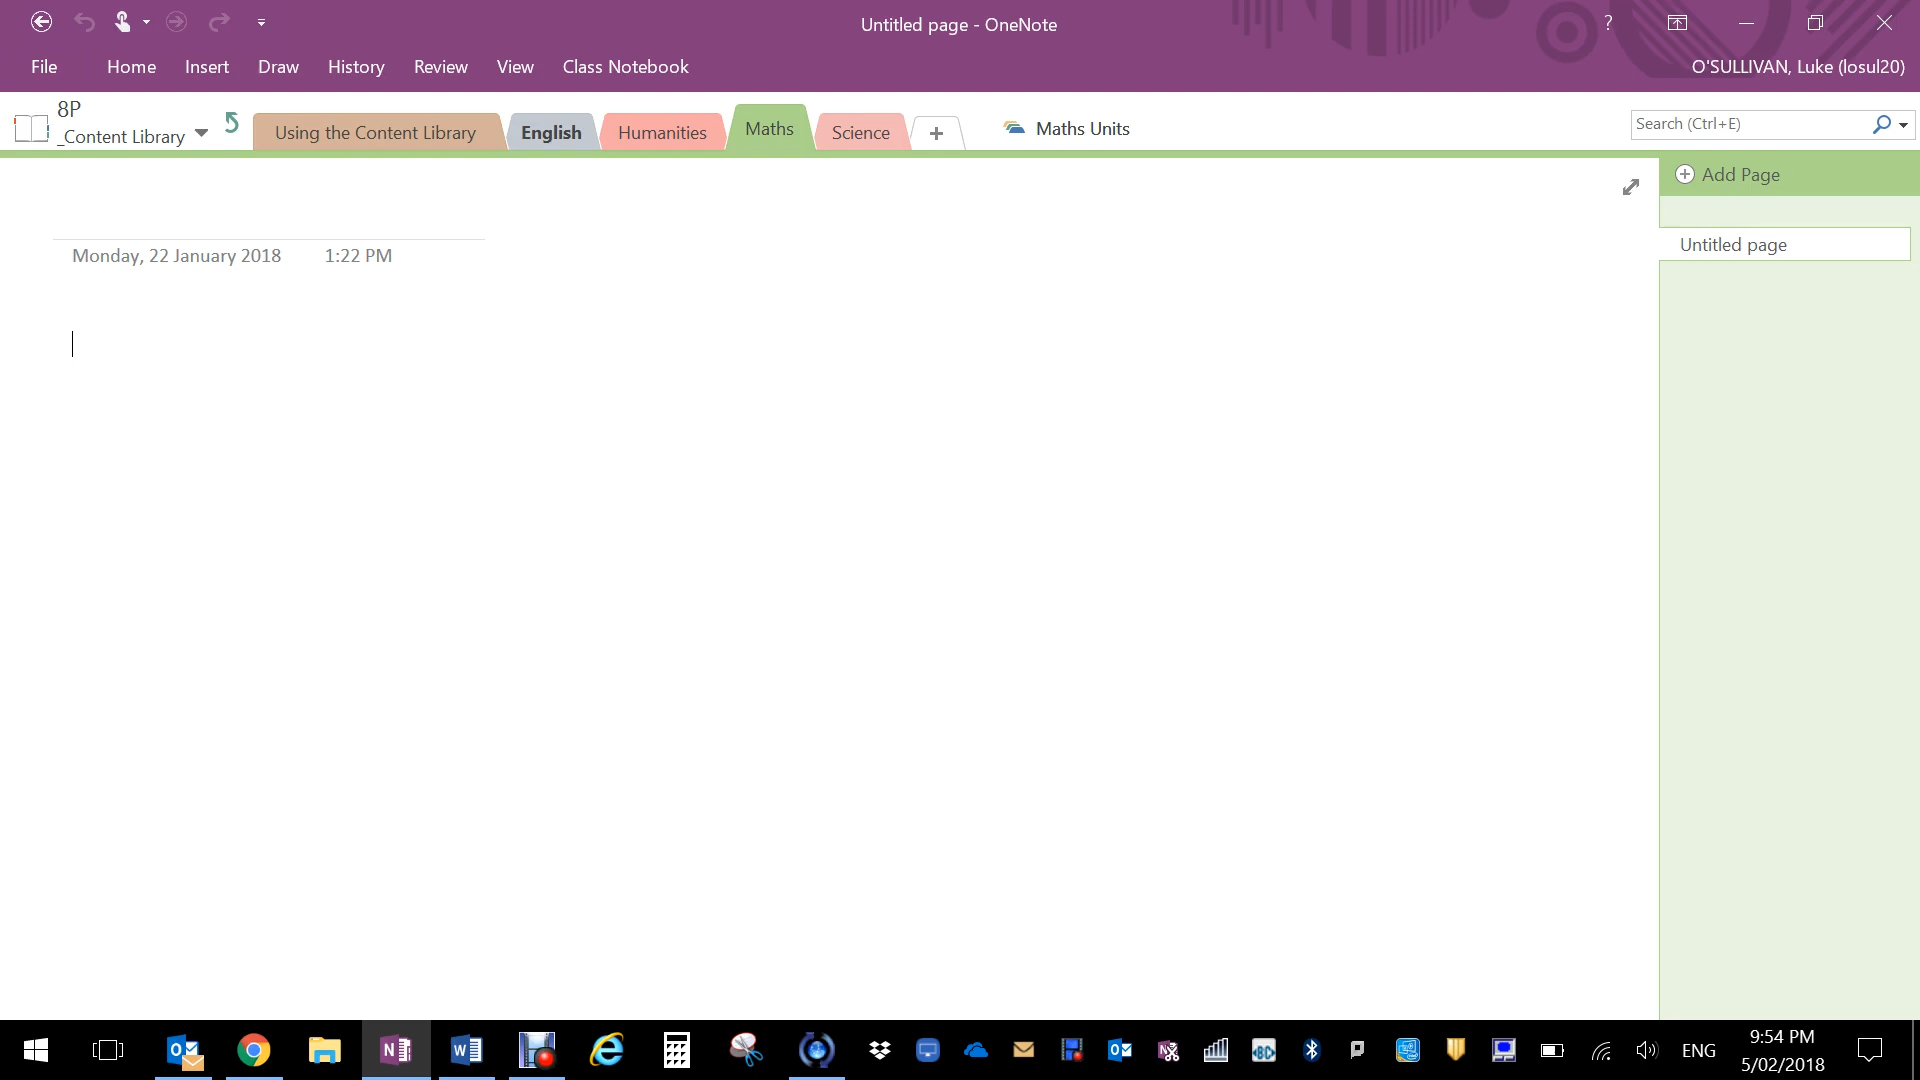 Untitled page - OneNote
?
File Home Insert Draw History Review View Class Notebook
O'SULLIVAN, Luke (losul20)
8P
_Content Library
Using the Content Library English Humanities Maths Science +
Maths Units
Search (Ctrl+E)
Add Page
Untitled page
Monday, 22 January 2018 1:22 PM
ENG
9:54 PM
5/02/2018